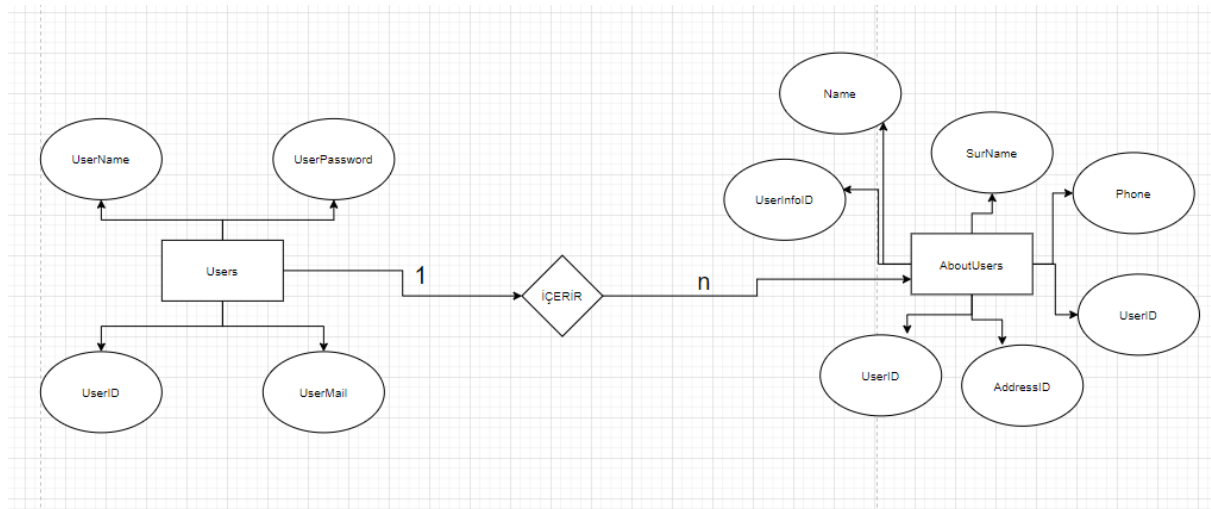 Name
SurName
UserName
UserPassword
Phone
UserInfoID
AboutUsers
Users
1
n
İÇERİR
UserID
UserID
UserID
UserMail
AddressID